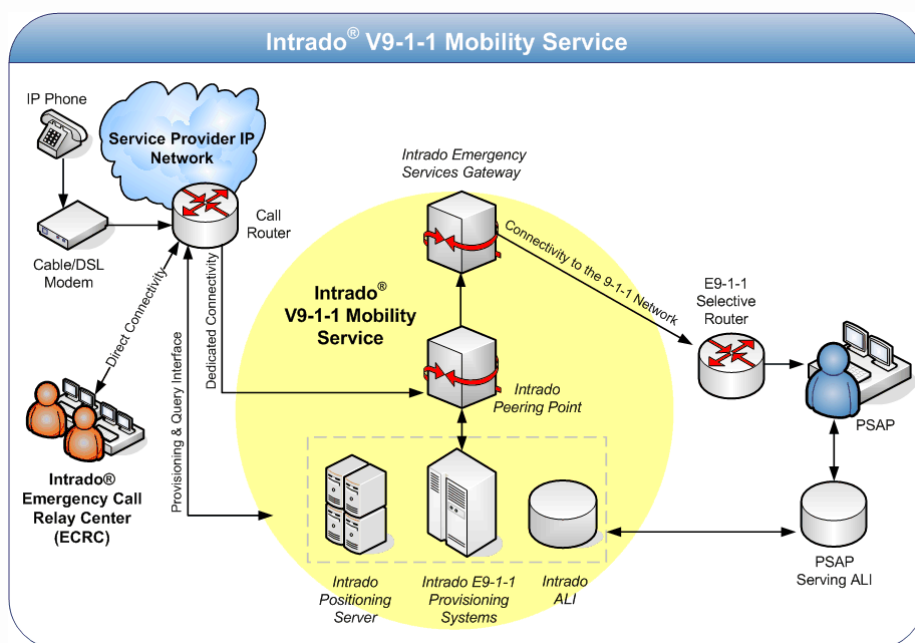 Intrado® V9-1-1 Mobility Service
IP Phone
Service Provider IP
Network
Call
Router
Cable/DSL
Modem
Direct Connectivity
Provisioning & Query Interface
Dedicated Connectivity
Intrado®
Emergency Call
Relay Center
(ECRC)
Intrado Emergency
Services Gateway
Intrado®
V9-1-1 Mobility
Service
Connectivity to the 9-1-1 Network
Intrado
Peering Point
E9-1-1
Selective
Router
PSAP
Intrado
Positioning
Server
Intrado E9-1-1
Provisioning
Systems
Intrado
ALI
PSAP
Serving ALI